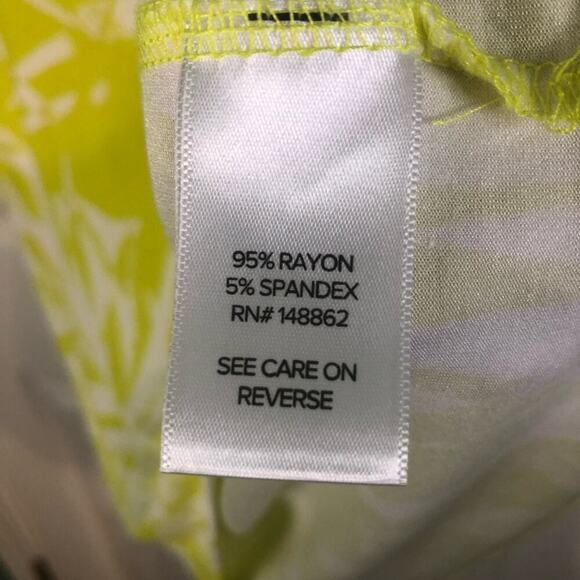 95% RAYON
5% SPANDEX
RN# 148862
SEE CARE ON
REVERSE